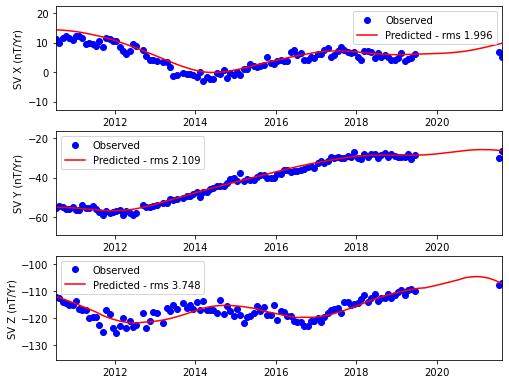 SV X (nT/Yr)
20
10
0
−10
Observed
Predicted - rms 1.996
2012 2014 2016 2018 2020
SV Y (nT/Yr)
−20
−40
−60
Observed
Predicted - rms 2.109
2012 2014 2016 2018 2020
SV Z (nT/Yr)
−100
−110
−120
−130
Observed
Predicted - rms 3.748
2012 2014 2016 2018 2020